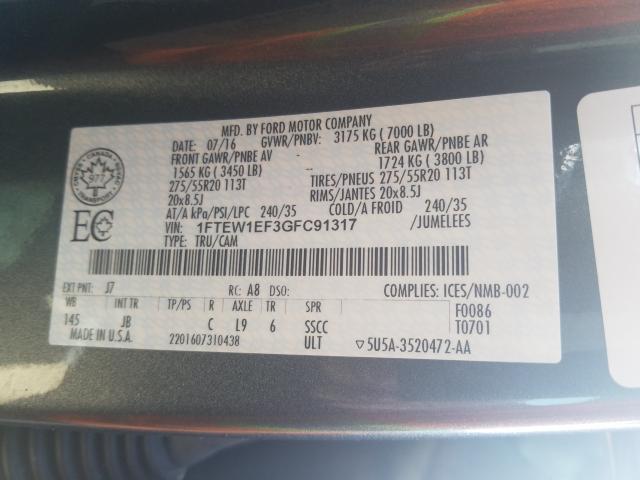 MFD. BY FORD MOTOR COMPANY
DATE: 07/16 GVWR/PNBV: 3175 KG ( 7000 LB)
FRONT GAWR/PNBE AV REAR GAWR/PNBE AR
1565 KG ( 3450 LB) 1724 KG ( 3800 LB)
275/55R20 113T TIRES/PNEUS 275/55R20 113T
20x8.5J RIMS/JANTES 20x8.5J
AT/A kPa/PSI/LPC 240/35 COLD/A FROID 240/35
VIN: 1FTEW1EF3GFC91317 /JUMELEES
TYPE: TRU/CAM
CANADA
977
EC
EXT PNT: J7 RC: A8 DSO: COMPLIES: ICES/NMB-002
WB INT TR TP/PS R AXLE TR SPR F0086
145 JB C L9 6 SSCC T0701
MADE IN U.S.A. 2201607310438 ULT ▽5U5A-3520472-AA